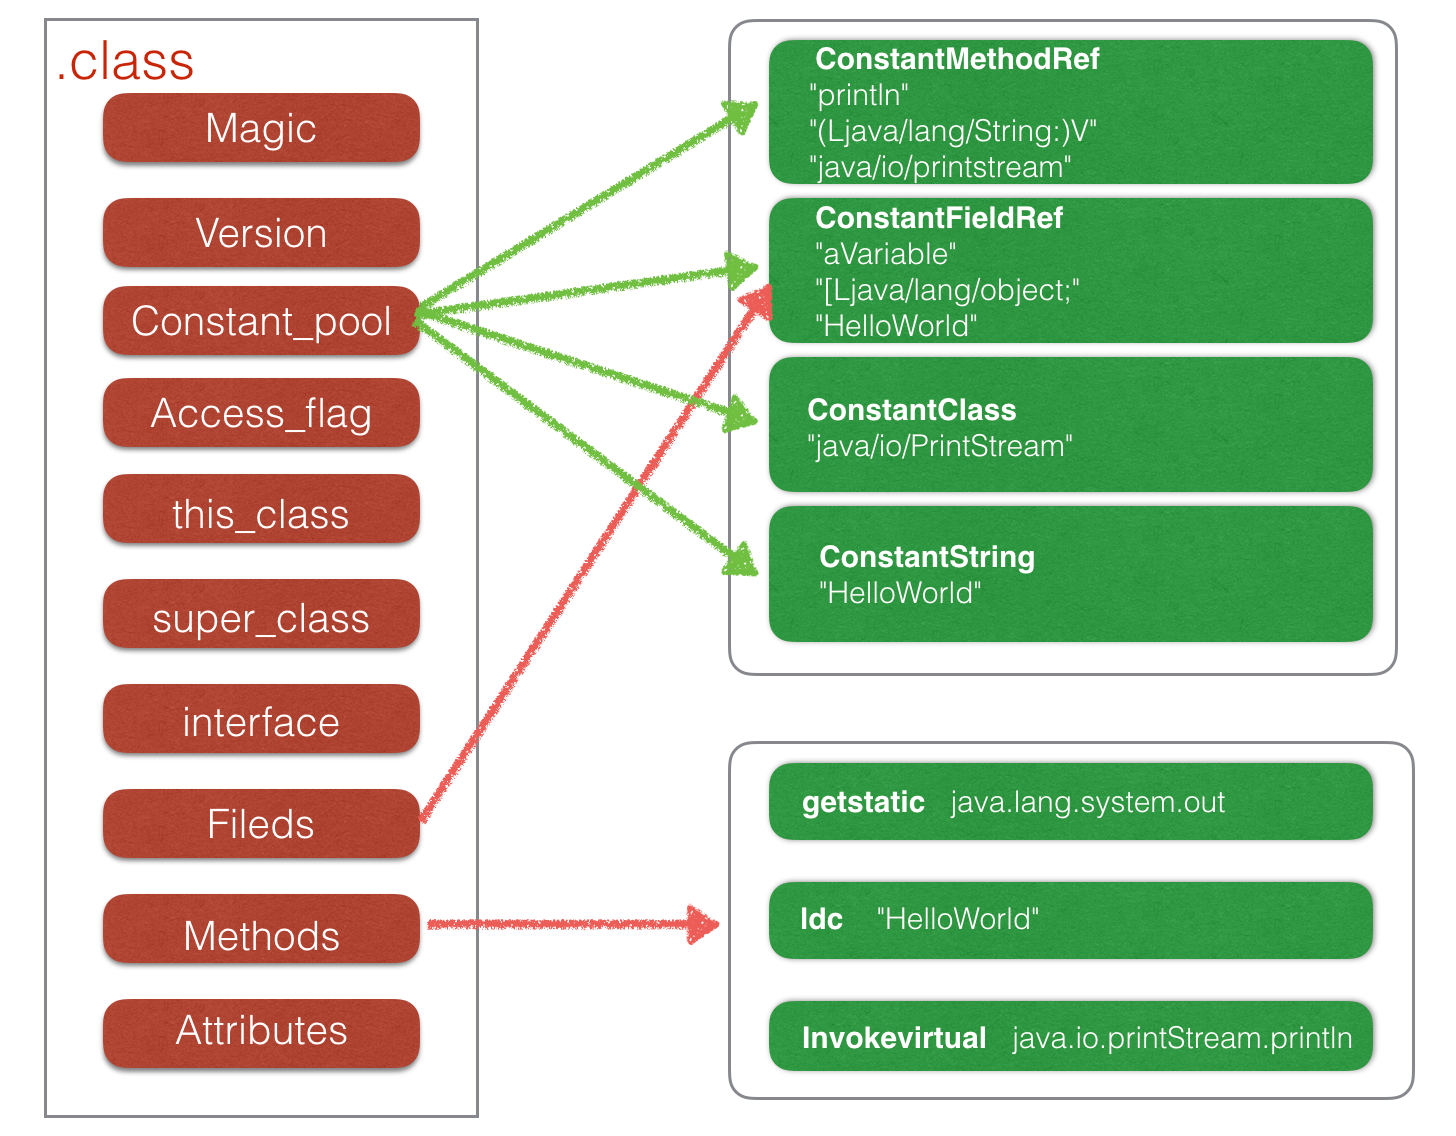 .class
Magic
Version
Constant_pool
Access_flag
this_class
super_class
interface
Fileds
Methods
Attributes
ConstantMethodRef
"println"
"(Ljava/lang/String:)V"
"java/io/printstream"
ConstantFieldRef
"aVariable"
"[Ljava/lang/object;"
"HelloWorld"
ConstantClass
"java/io/PrintStream"
ConstantString
"HelloWorld"
getstatic java.lang.system.out
ldc "HelloWorld"
Invokevirtual java.io.printStream.println